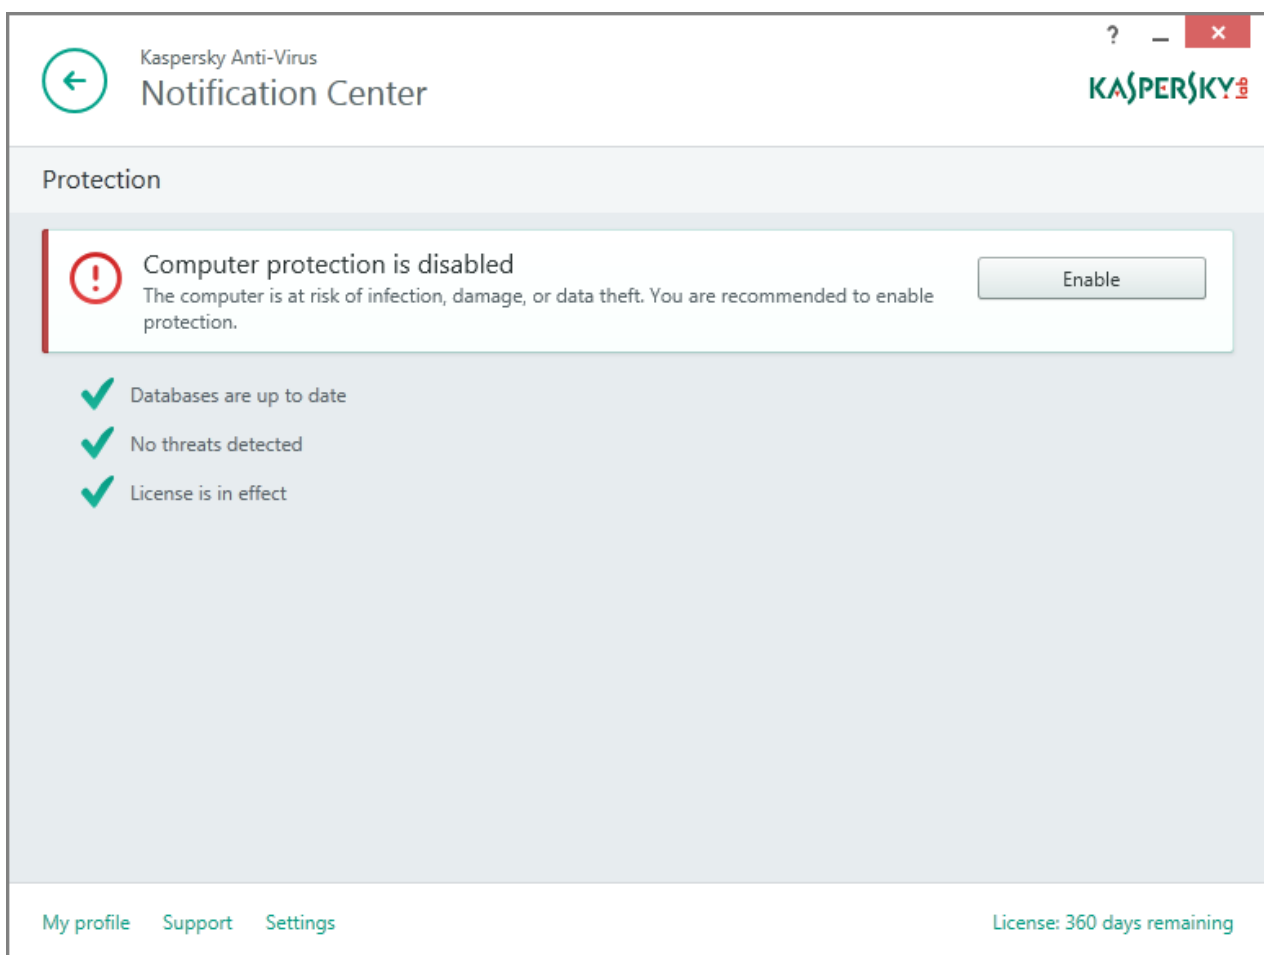 Kaspersky Anti-Virus
Notification Center
?
KASPERSKY lab
Protection
Computer protection is disabled
The computer is at risk of infection, damage, or data theft. You are recommended to enable
protection.
Enable
Databases are up to date
No threats detected
License is in effect
My profile Support Settings License: 360 days remaining